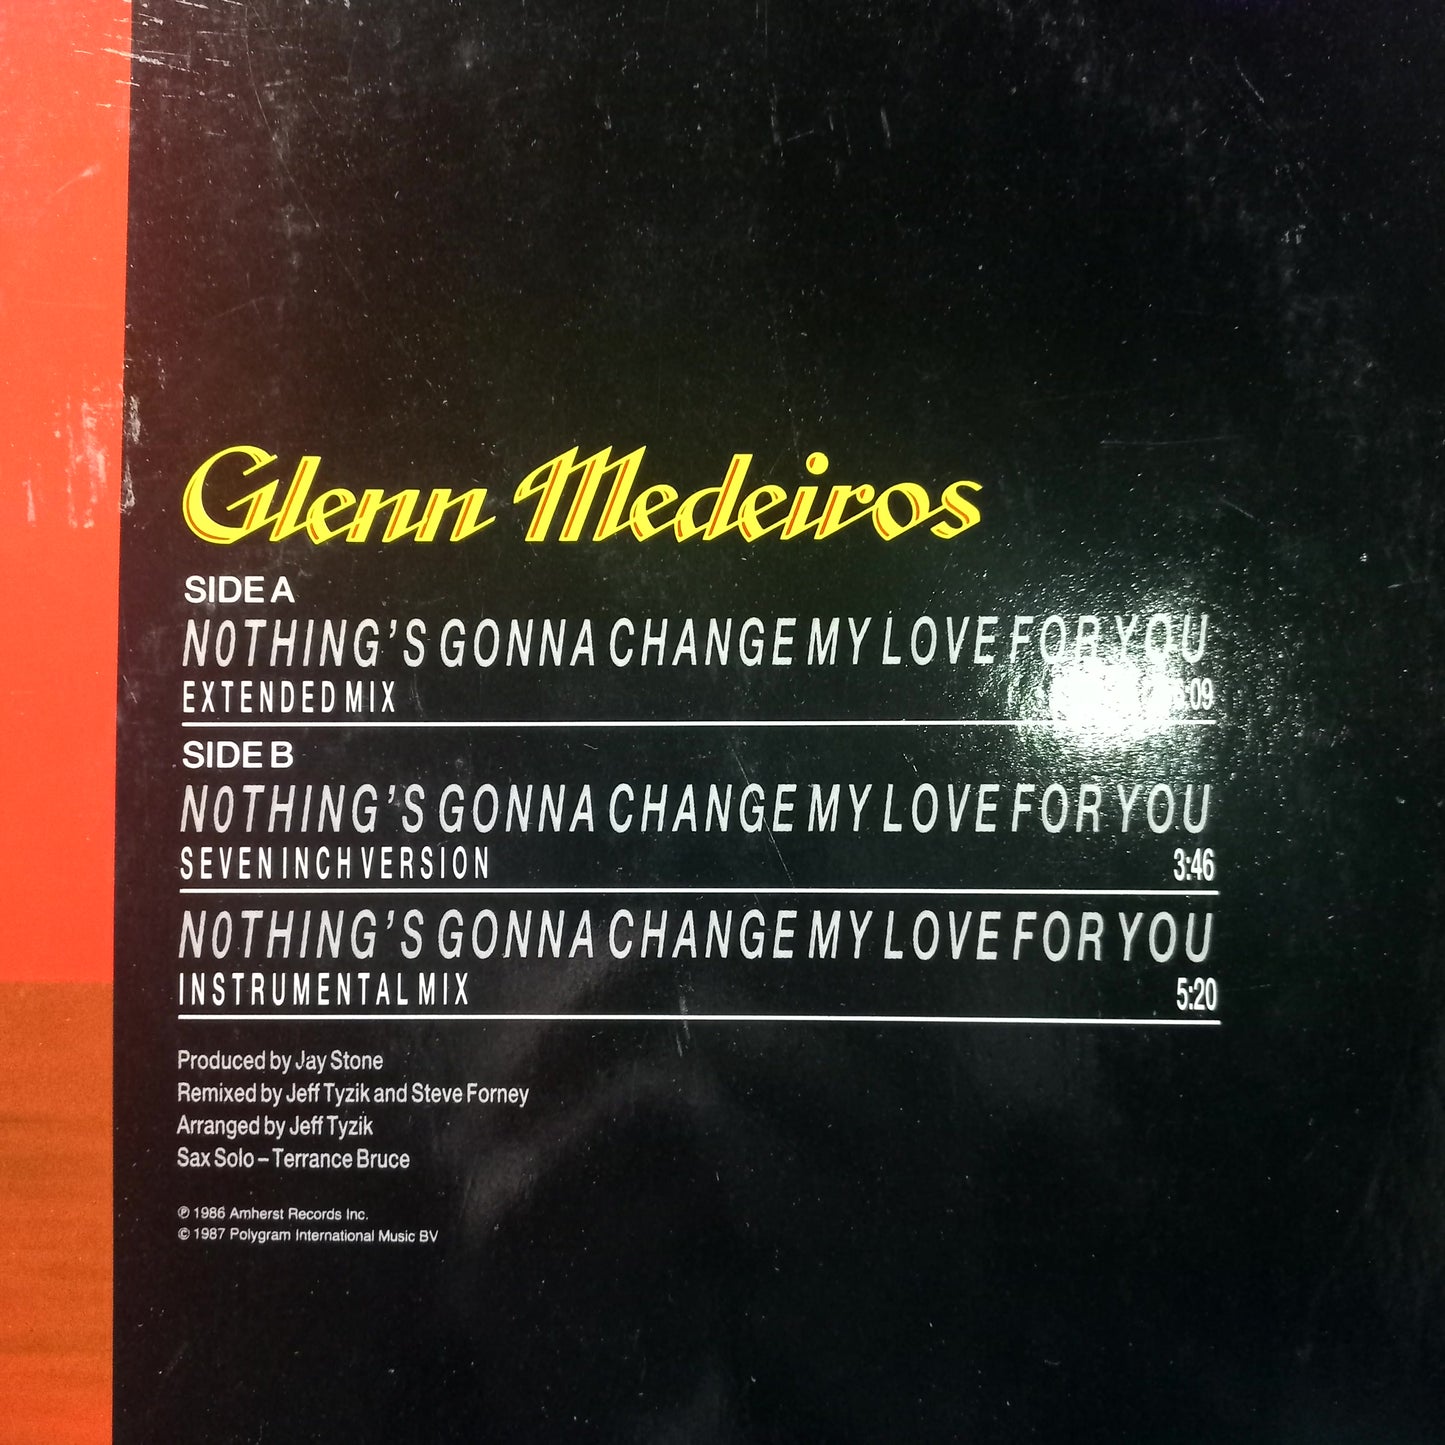 Glenn Medeiros
SIDE A
NOTHING'S GONNA CHANGE MY LOVE FOR YOU
EXTENDED MIX :09
SIDE B
NOTHING'S GONNA CHANGE MY LOVE FOR YOU
SEVEN INCH VERSION 3:46
NOTHING'S GONNA CHANGE MY LOVE FOR YOU
INSTRUMENTAL MIX 5:20
Produced by Jay Stone
Remixed by Jeff Tyzik and Steve Forney
Arranged by Jeff Tyzik
Sax Solo – Terrance Bruce
℗ 1986 Amherst Records Inc.
© 1987 Polygram International Music BV